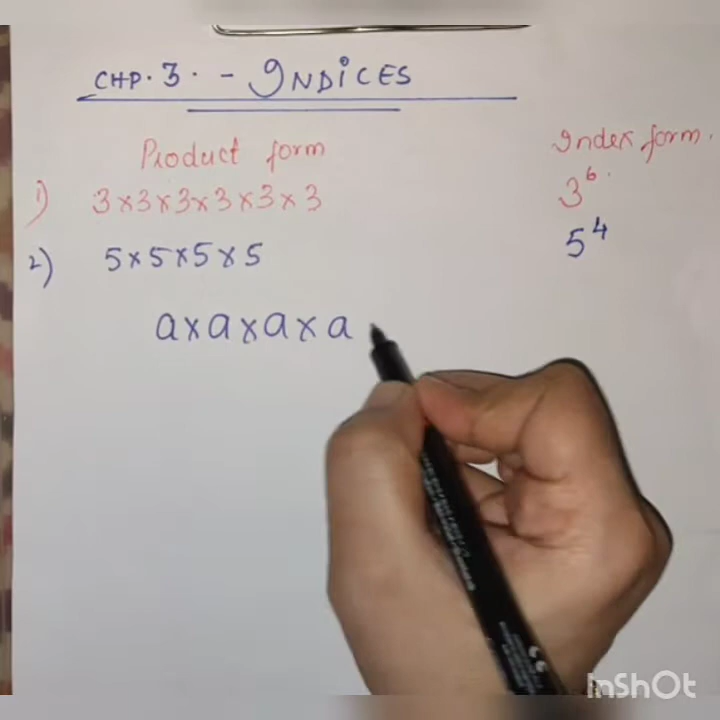 CHP. 3. - INDICES
Product form Index form.
1) 3×3×3×3×3×3 3⁶.
2) 5×5×5×5 5⁴
a×a×a×a
InShOt